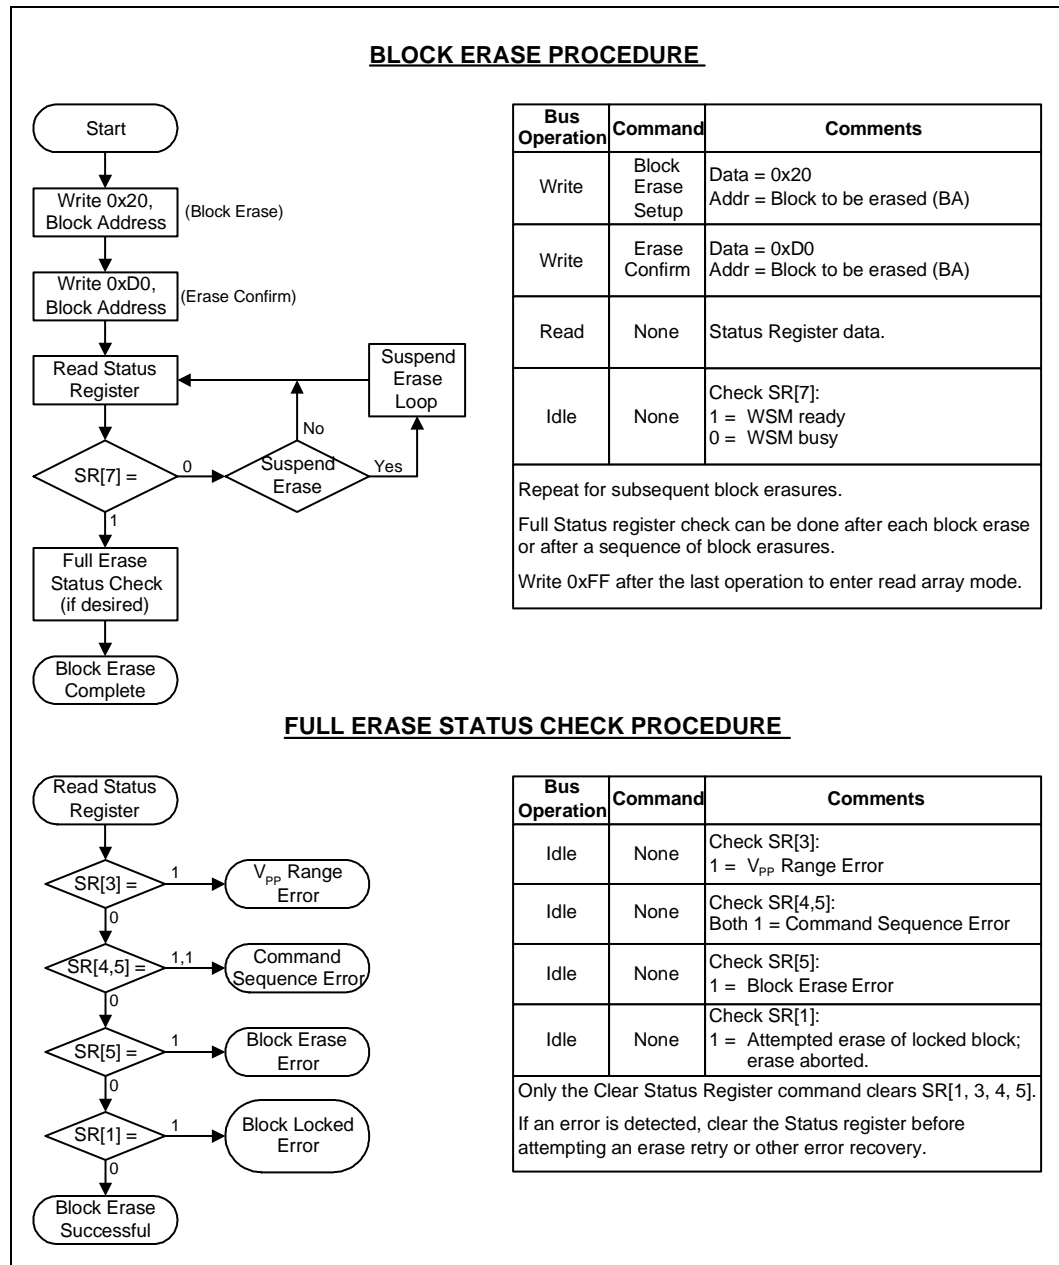 BLOCK ERASE PROCEDURE
Start
Write 0x20,
Block Address
(Block Erase)
Write 0xD0,
Block Address
(Erase Confirm)
Read Status
Register
Suspend
Erase
Loop
No
SR[7] =
0
Suspend
Erase
Yes
1
Full Erase
Status Check
(if desired)
Block Erase
Complete
Bus
Operation
Command
Comments
Write
Block
Erase
Setup
Data = 0x20
Addr = Block to be erased (BA)
Write
Erase
Confirm
Data = 0xD0
Addr = Block to be erased (BA)
Read
None
Status Register data.
Idle
None
Check SR[7]:
1 = WSM ready
0 = WSM busy
Repeat for subsequent block erasures.
Full Status register check can be done after each block erase
or after a sequence of block erasures.
Write 0xFF after the last operation to enter read array mode.
FULL ERASE STATUS CHECK PROCEDURE
Read Status
Register
SR[3] =
1
VPP Range
Error
0
SR[4,5] =
1,1
Command
Sequence Error
0
SR[5] =
1
Block Erase
Error
0
SR[1] =
1
Block Locked
Error
0
Block Erase
Successful
Bus
Operation
Command
Comments
Idle
None
Check SR[3]:
1 = VPP Range Error
Idle
None
Check SR[4,5]:
Both 1 = Command Sequence Error
Idle
None
Check SR[5]:
1 = Block Erase Error
Idle
None
Check SR[1]:
1 = Attempted erase of locked block;
erase aborted.
Only the Clear Status Register command clears SR[1, 3, 4, 5].
If an error is detected, clear the Status register before
attempting an erase retry or other error recovery.